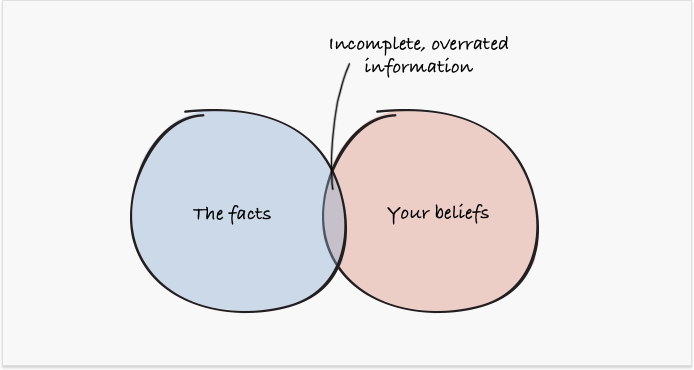 Incomplete, overrated
information
The facts
Your beliefs